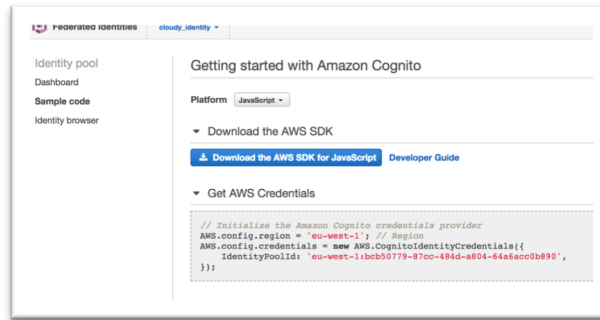 Federated Identities
cloudy_identity
Identity pool
Dashboard
Sample code
Identity browser
Getting started with Amazon Cognito
Platform JavaScript
Download the AWS SDK
Download the AWS SDK for JavaScript Developer Guide
Get AWS Credentials
// Initialize the Amazon Cognito credentials provider
AWS.config.region = 'eu-west-1'; // Region
AWS.config.credentials = new AWS.CognitoIdentityCredentials({
IdentityPoolId: 'eu-west-1:bcb50779-87cc-484d-a804-64a6acc0b890',
});